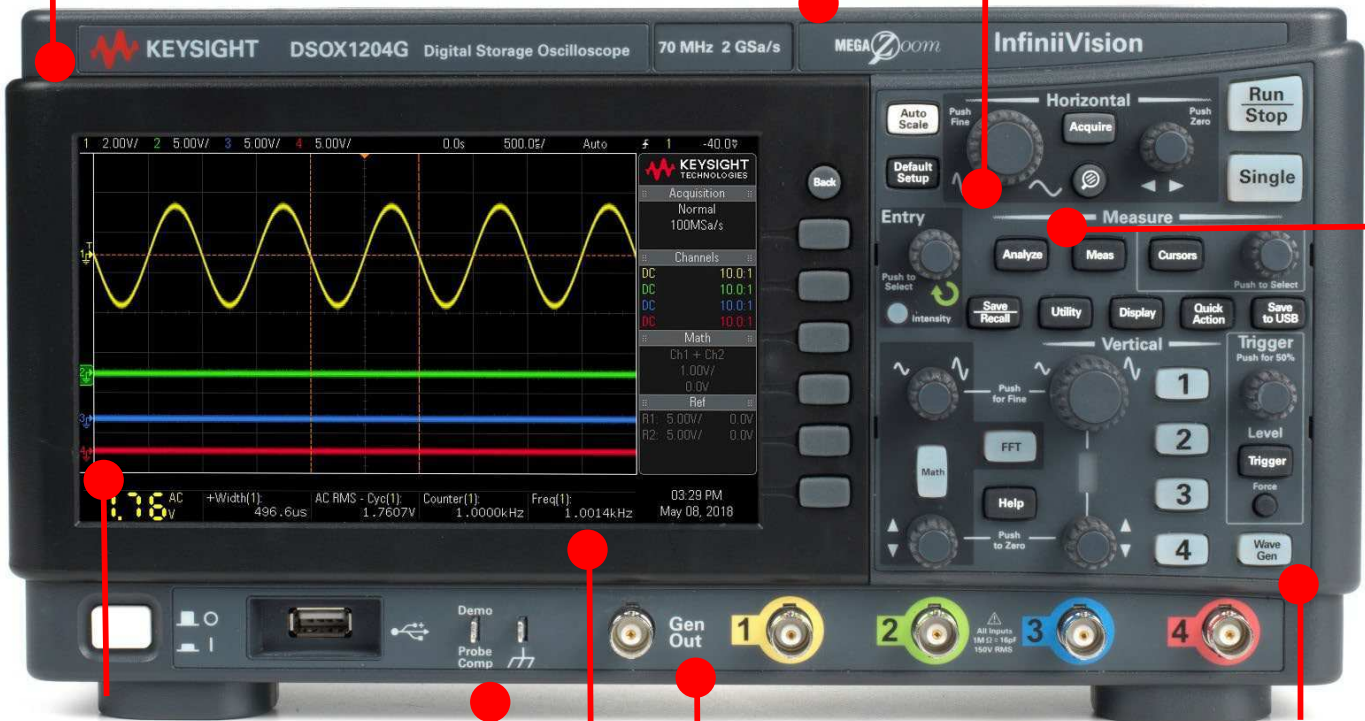 KEYSIGHT DSOX1204G Digital Storage Oscilloscope 70 MHz 2 GSa/s MEGA Zoom InfiniiVision
1 2.00V/ 2 5.00V/ 3 5.00V/ 4 5.00V/ 0.0s 500.0 Auto 1 -40.0
KEYSIGHT
TECHNOLOGIES
Acquisition
Normal
100MSa/s
Channels
DC 10.0:1
DC 10.0:1
DC 10.0:1
DC 10.0:1
Math
Ch1 + Ch2
1.00V/
0.0V
Ref
R1: 5.00V/ 0.0V
R2: 5.00V/ 0.0V
T
1
2
3
1.76 AC
V
+Width(1):
496.6us
AC RMS - Cyc(1):
1.7607V
Counter(1):
1.0000kHz
Freq(1):
1.0014kHz
03:29 PM
May 08, 2018
Back
Auto
Scale
Default
Setup
Horizontal
Push
Fine
Acquire
Push
Zero
Run
Stop
Single
Entry
Push to
Select
Intensity
Measure
Analyze
Meas
Cursors
Push to Select
Save
Recall
Utility
Display
Quick
Action
Save
to USB
Vertical
Push
for Fine
1
2
3
4
FFT
Math
Help
Push
to Zero
Trigger
Push for 50%
Level
Trigger
Force
Wave
Gen
Demo
Probe
Comp
Gen
Out
1
2
All Inputs
1MΩ = 16pF
150V RMS
3
4